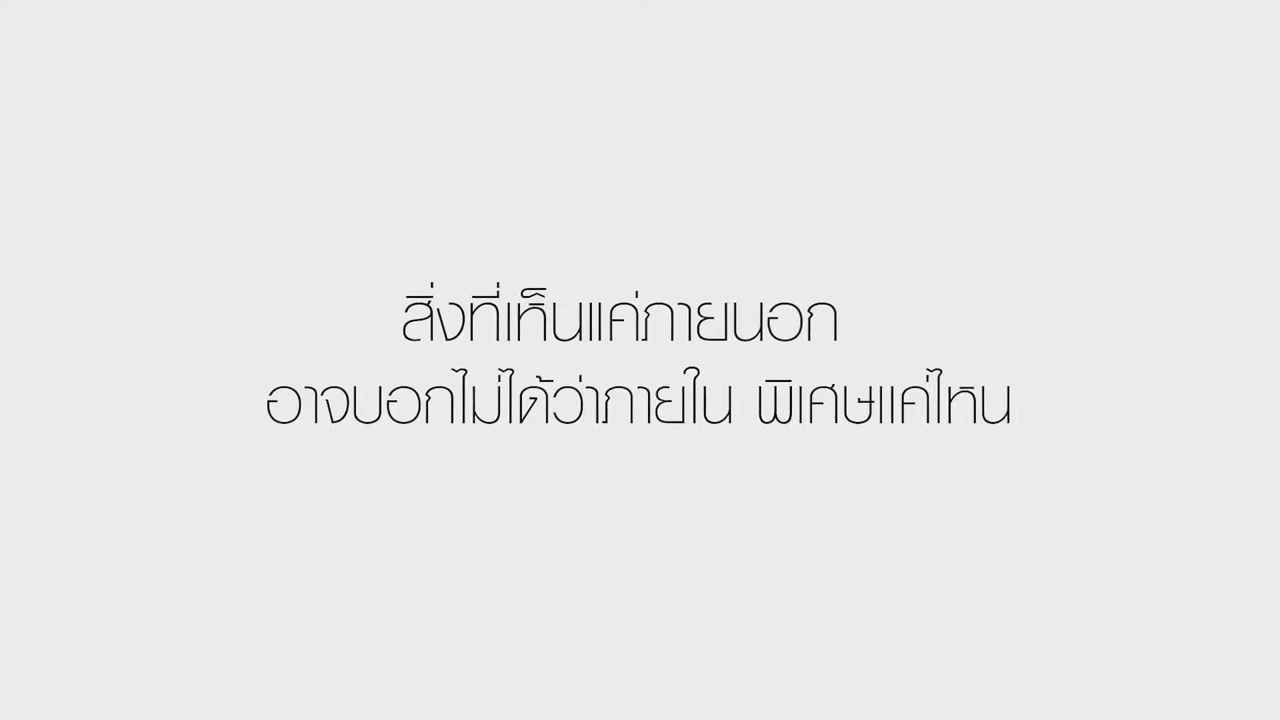 สิ่งที่เห็นแค่ภายนอก
อาจบอกไม่ได้ว่าภายใน พิเศษแค่ไหน